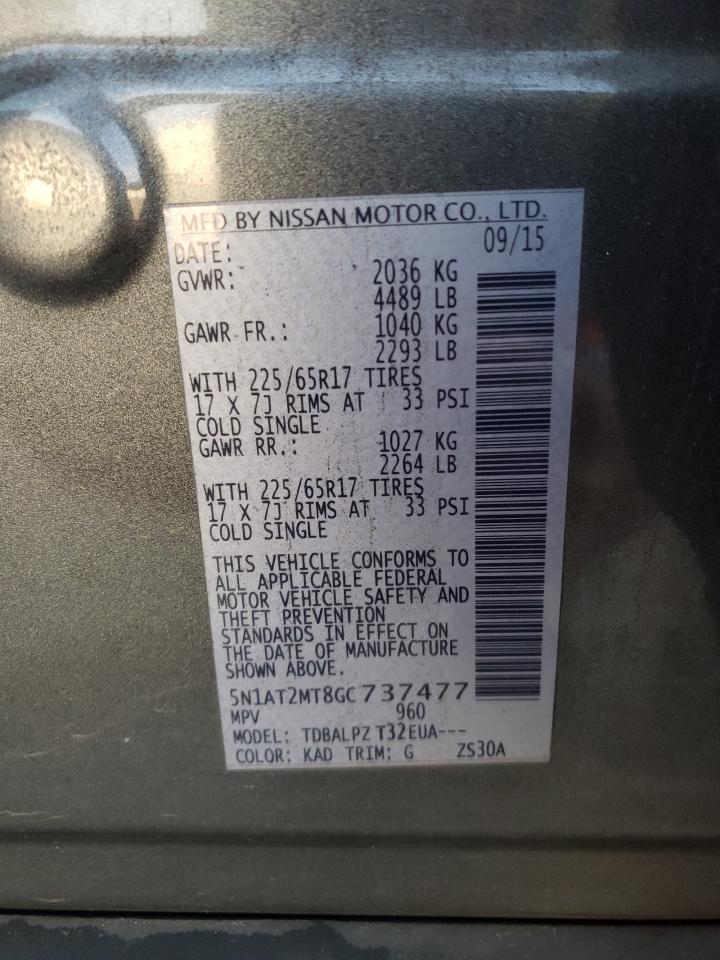 MFD BY NISSAN MOTOR CO., LTD.
DATE: 09/15
GVWR: 2036 KG
4489 LB
GAWR FR.: 1040 KG
2293 LB
WITH 225/65R17 TIRES
17 X 7J RIMS AT 33 PSI
COLD SINGLE
GAWR RR.: 1027 KG
2264 LB
WITH 225/65R17 TIRES
17 X 7J RIMS AT 33 PSI
COLD SINGLE
THIS VEHICLE CONFORMS TO
ALL APPLICABLE FEDERAL
MOTOR VEHICLE SAFETY AND
THEFT PREVENTION
STANDARDS IN EFFECT ON
THE DATE OF MANUFACTURE
SHOWN ABOVE.
5N1AT2MT8GC737477
MPV 960
MODEL: TDBALPZ T32EUA---
COLOR: KAD TRIM: G ZS30A